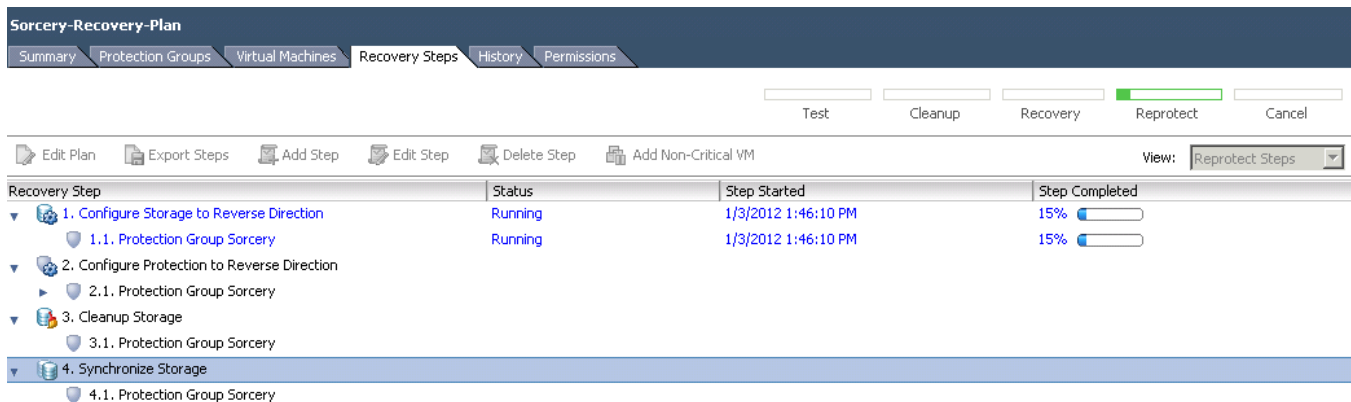 Sorcery-Recovery-Plan
Summary Protection Groups Virtual Machines Recovery Steps History Permissions
Test Cleanup Recovery Reprotect Cancel
Edit Plan Export Steps Add Step Edit Step Delete Step Add Non-Critical VM View: Reprotect Steps
Recovery Step Status Step Started Step Completed
1. Configure Storage to Reverse Direction Running 1/3/2012 1:46:10 PM 15%
1.1. Protection Group Sorcery Running 1/3/2012 1:46:10 PM 15%
2. Configure Protection to Reverse Direction
2.1. Protection Group Sorcery
3. Cleanup Storage
3.1. Protection Group Sorcery
4. Synchronize Storage
4.1. Protection Group Sorcery